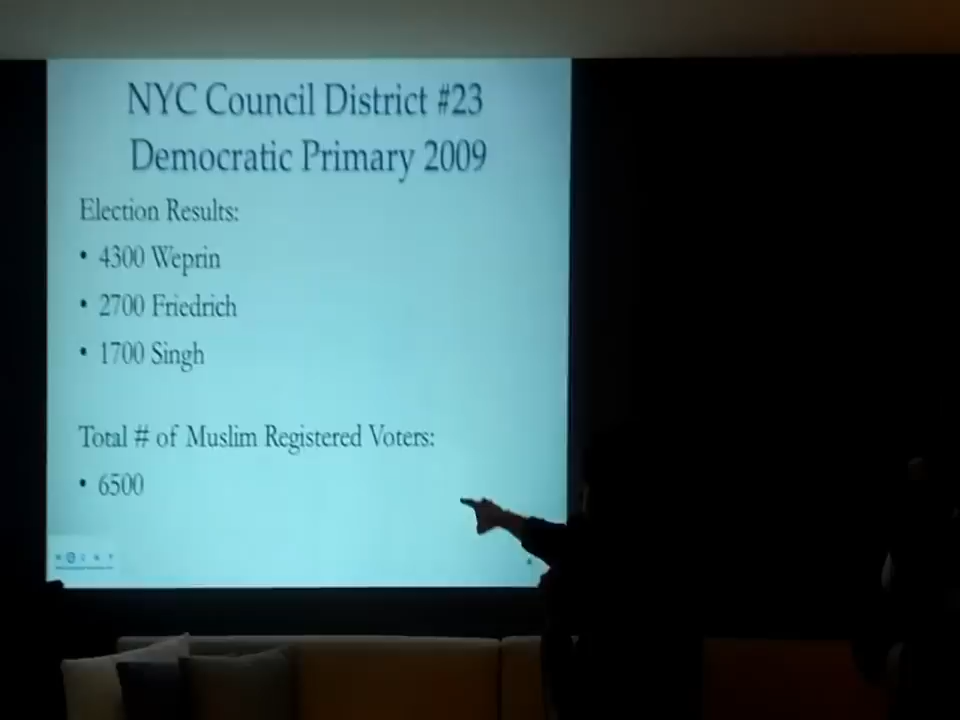 NYC Council District #23
Democratic Primary 2009
Election Results:
• 4300 Weprin
• 2700 Friedrich
• 1700 Singh
Total # of Muslim Registered Voters:
• 6500